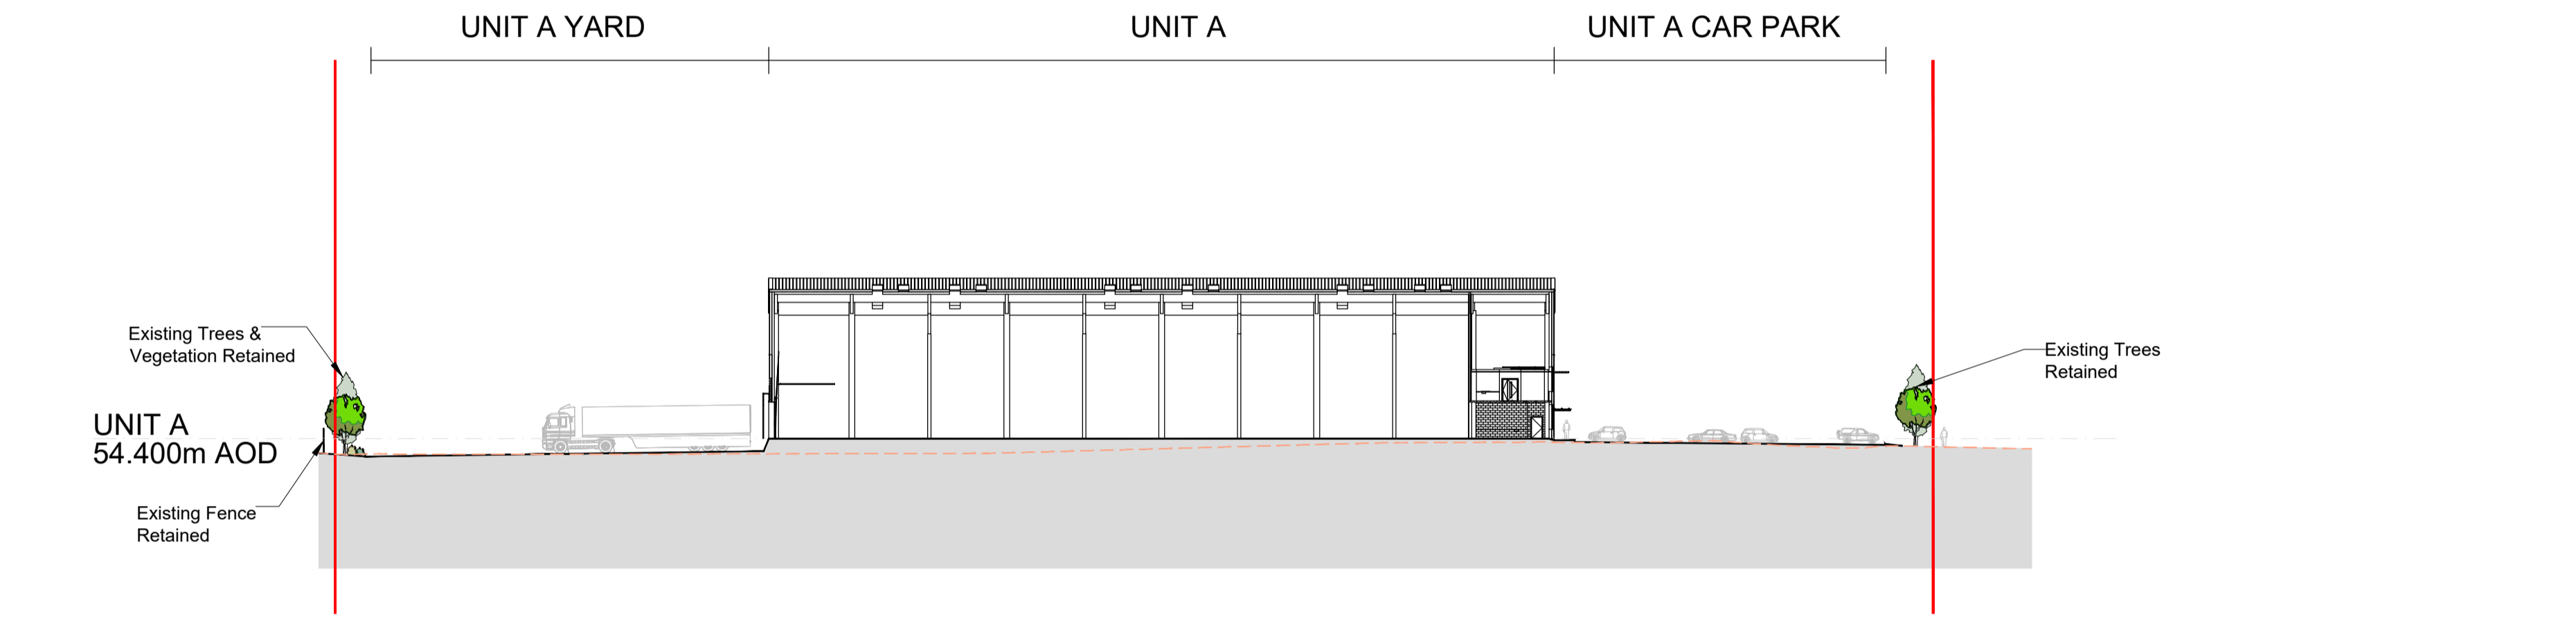 UNIT A YARD
UNIT A
UNIT A CAR PARK
Existing Trees &
Vegetation Retained
Existing Trees
Retained
UNIT A
54.400m AOD
Existing Fence
Retained